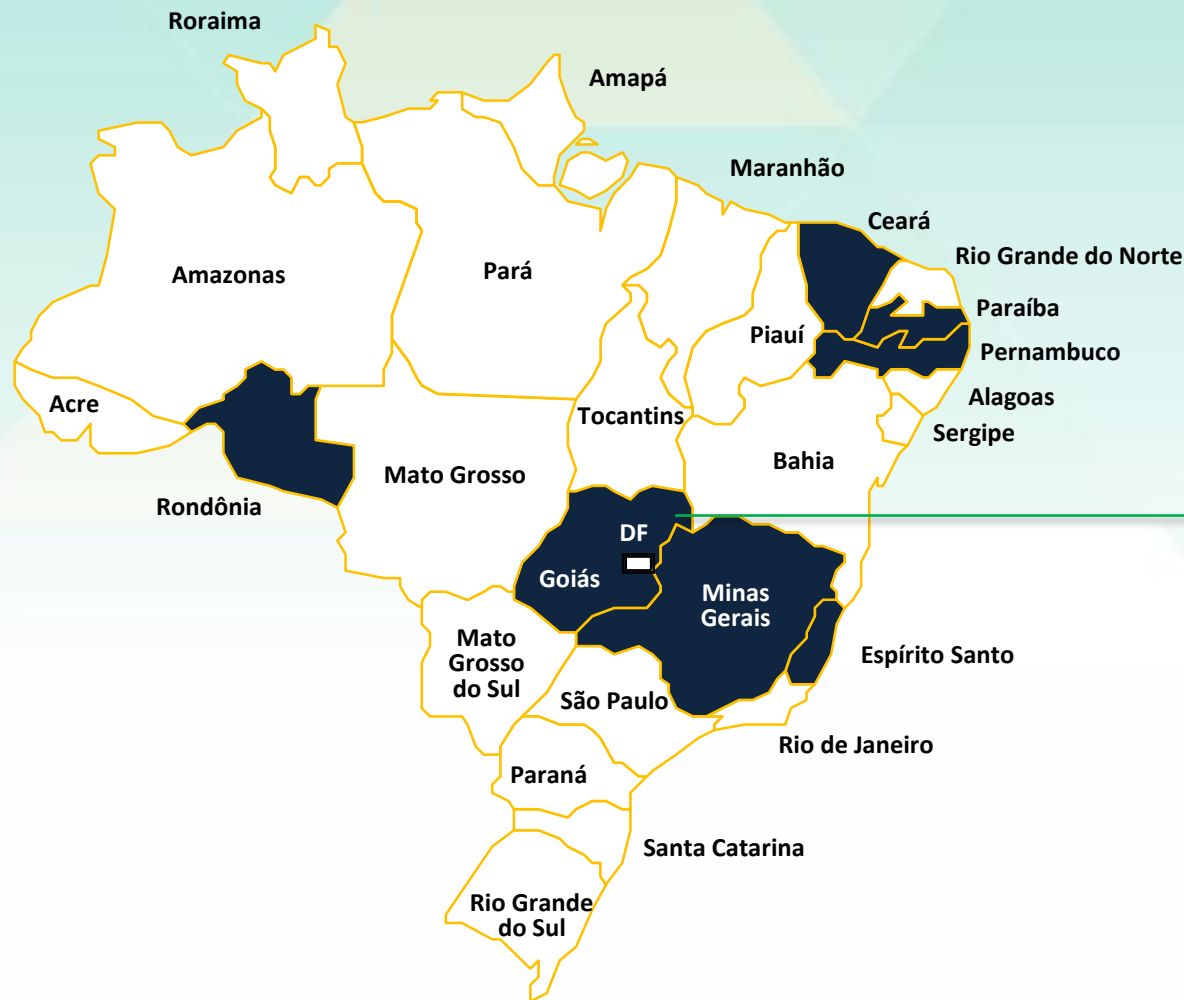 Roraima
Amapá
Maranhão
Ceará
Rio Grande do Norte
Amazonas
Pará
Paraíba
Piauí
Pernambuco
Acre
Alagoas
Tocantins
Sergipe
Bahia
Mato Grosso
Rondônia
DF
Goiás
Minas
Gerais
Mato
Grosso
do Sul
Espírito Santo
São Paulo
Rio de Janeiro
Paraná
Santa Catarina
Rio Grande
do Sul